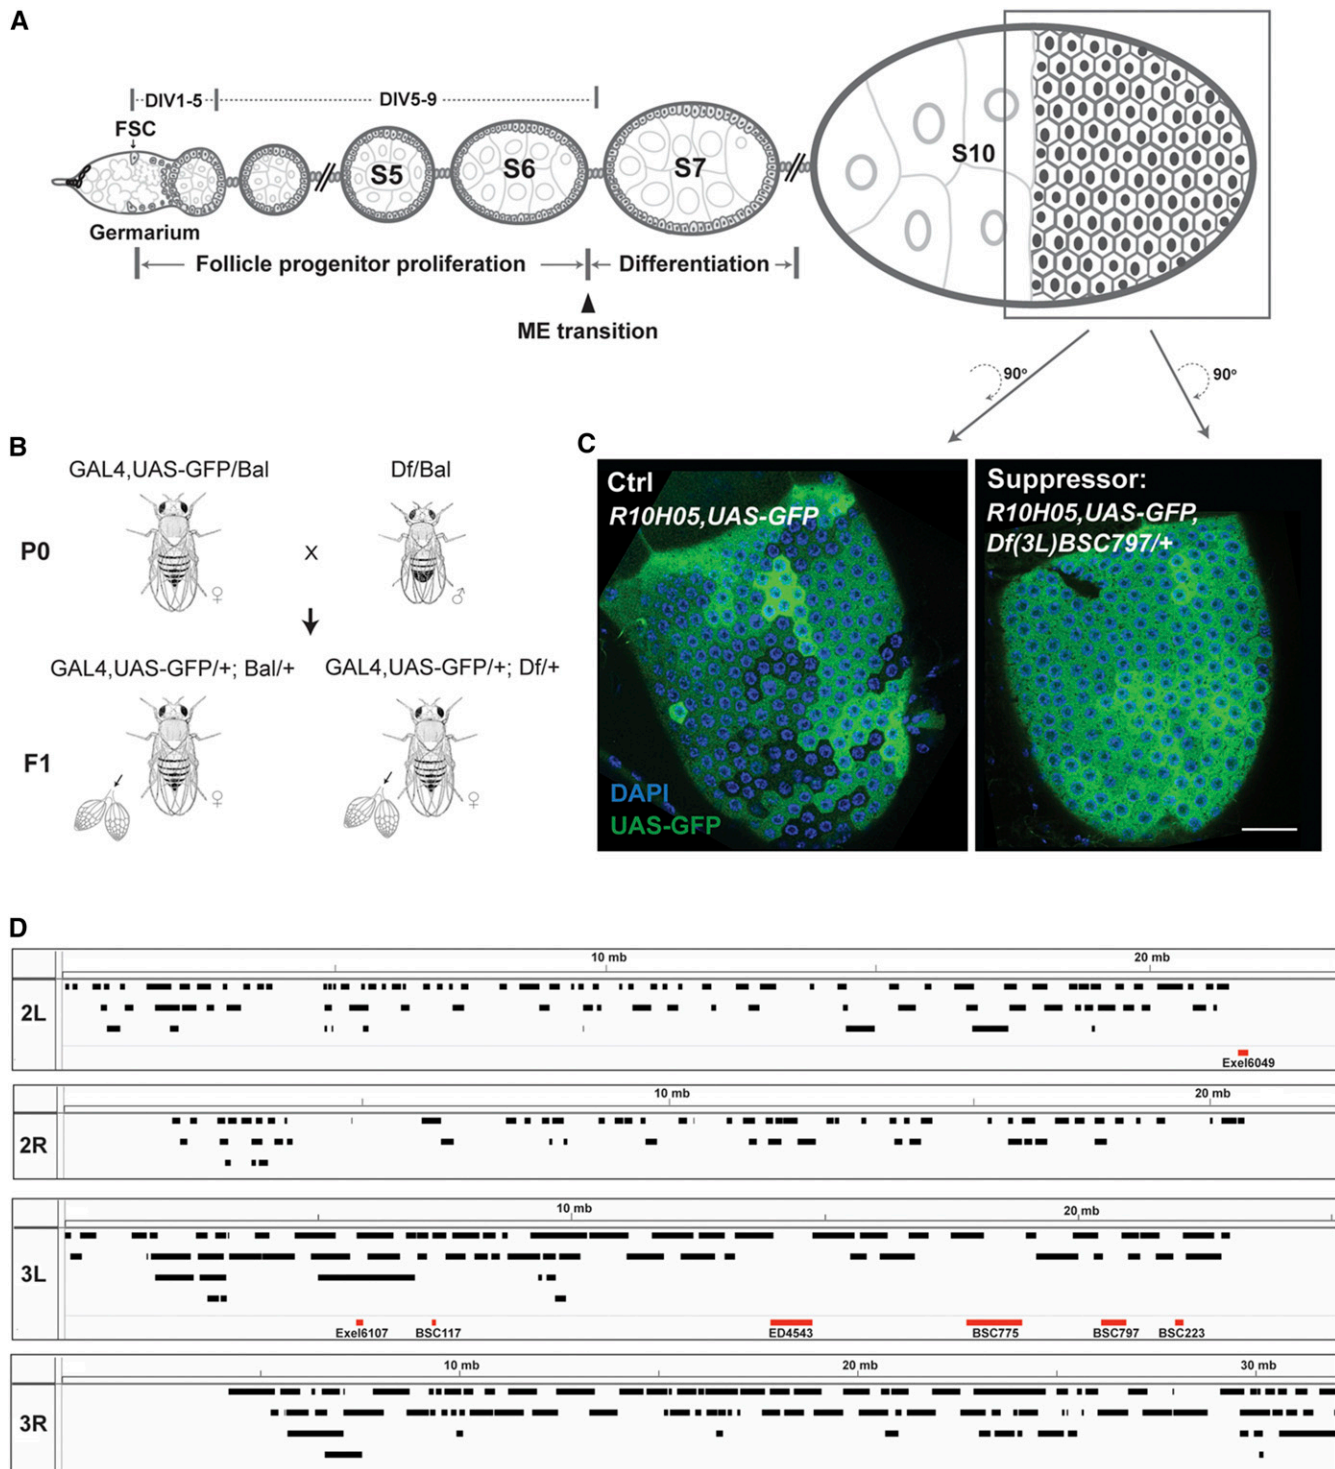 A
DIV1-5
DIV5-9
FSC
S5
S6
S7
S10
Germarium
Follicle progenitor proliferation
Differentiation
ME transition
90°
90°
B
GAL4,UAS-GFP/Bal
Df/Bal
P0
X
♀
♂
GAL4,UAS-GFP/+; Bal/+
GAL4,UAS-GFP/+; Df/+
F1
♀
♀
C
Ctrl
R10H05,UAS-GFP
DAPI
UAS-GFP
Suppressor:
R10H05,UAS-GFP,
Df(3L)BSC797/+
D
10 mb
20 mb
2L
Exel6049
10 mb
20 mb
2R
10 mb
20 mb
3L
Exel6107
BSC117
ED4543
BSC775
BSC797
BSC223
10 mb
20 mb
30 mb
3R